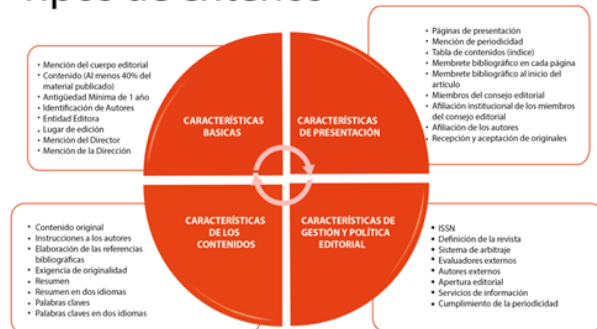 Tipos de criterios
• Mención del cuerpo editorial
• Contenido (Al menos 40% del
material publicado)
• Antigüedad Mínima de 1 año
• Identificación de Autores
• Entidad Editora
• Lugar de edición
• Mención del Director
• Mención de la Dirección
CARACTERÍSTICAS
BASICAS
CARACTERÍSTICAS
DE PRESENTACIÓN
• Páginas de presentación
• Mención de periodicidad
• Tabla de contenidos (índice)
• Membrete bibliográfico en cada página
• Membrete bibliográfico al inicio del
artículo
• Miembros del consejo editorial
• Afiliación institucional de los miembros
del consejo editorial
• Afiliación de los autores
• Recepción y aceptación de originales
• Contenido original
• Instrucciones a los autores
• Elaboración de las referencias
bibliográficas
• Exigencia de originalidad
• Resumen
• Resumen en dos idiomas
• Palabras claves
• Palabras claves en dos idiomas
CARACTERÍSTICAS
DE LOS
CONTENIDOS
CARACTERÍSTICAS DE
GESTIÓN Y POLÍTICA
EDITORIAL
• ISSN
• Definición de la revista
• Sistema de arbitraje
• Evaluadores externos
• Autores externos
• Apertura editorial
• Servicios de información
• Cumplimiento de la periodicidad